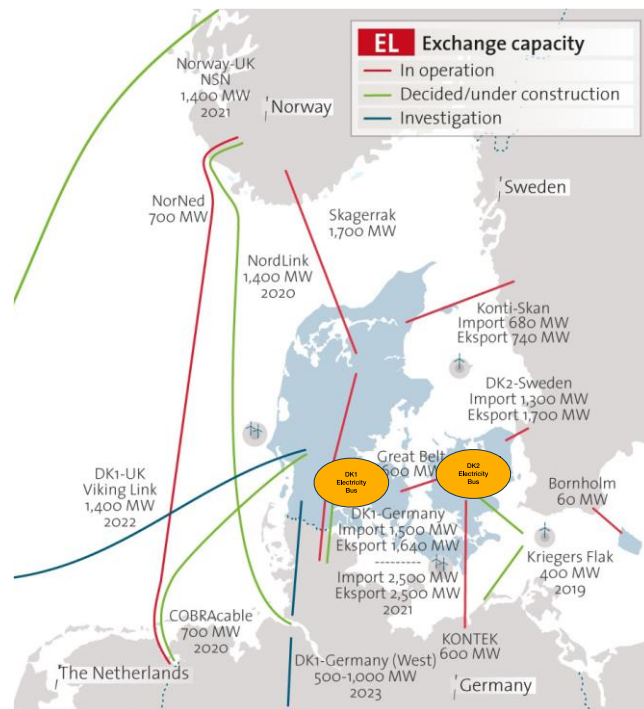 EL Exchange capacity
In operation
Decided/under construction
Investigation
Norway-UK
NSN
1,400 MW
2021
Norway
Sweden
NorNed
700 MW
Skagerrak
1,700 MW
NordLink
1,400 MW
2020
Konti-Skan
Import 680 MW
Eksport 740 MW
DK2-Sweden
Import 1,300 MW
Eksport 1,700 MW
Great Belt
600 MW
DK1
Electricity
Bus
DK2
Electricity
Bus
Bornholm
60 MW
DK1-UK
Viking Link
1,400 MW
2022
DK1-Germany
Import 1,500 MW
Eksport 1,640 MW
Import 2,500 MW
Eksport 2,500 MW
2021
Kriegers Flak
400 MW
2019
COBRAcable
700 MW
2020
KONTEK
600 MW
DK1-Germany (West)
500-1,000 MW
2023
The Netherlands
Germany